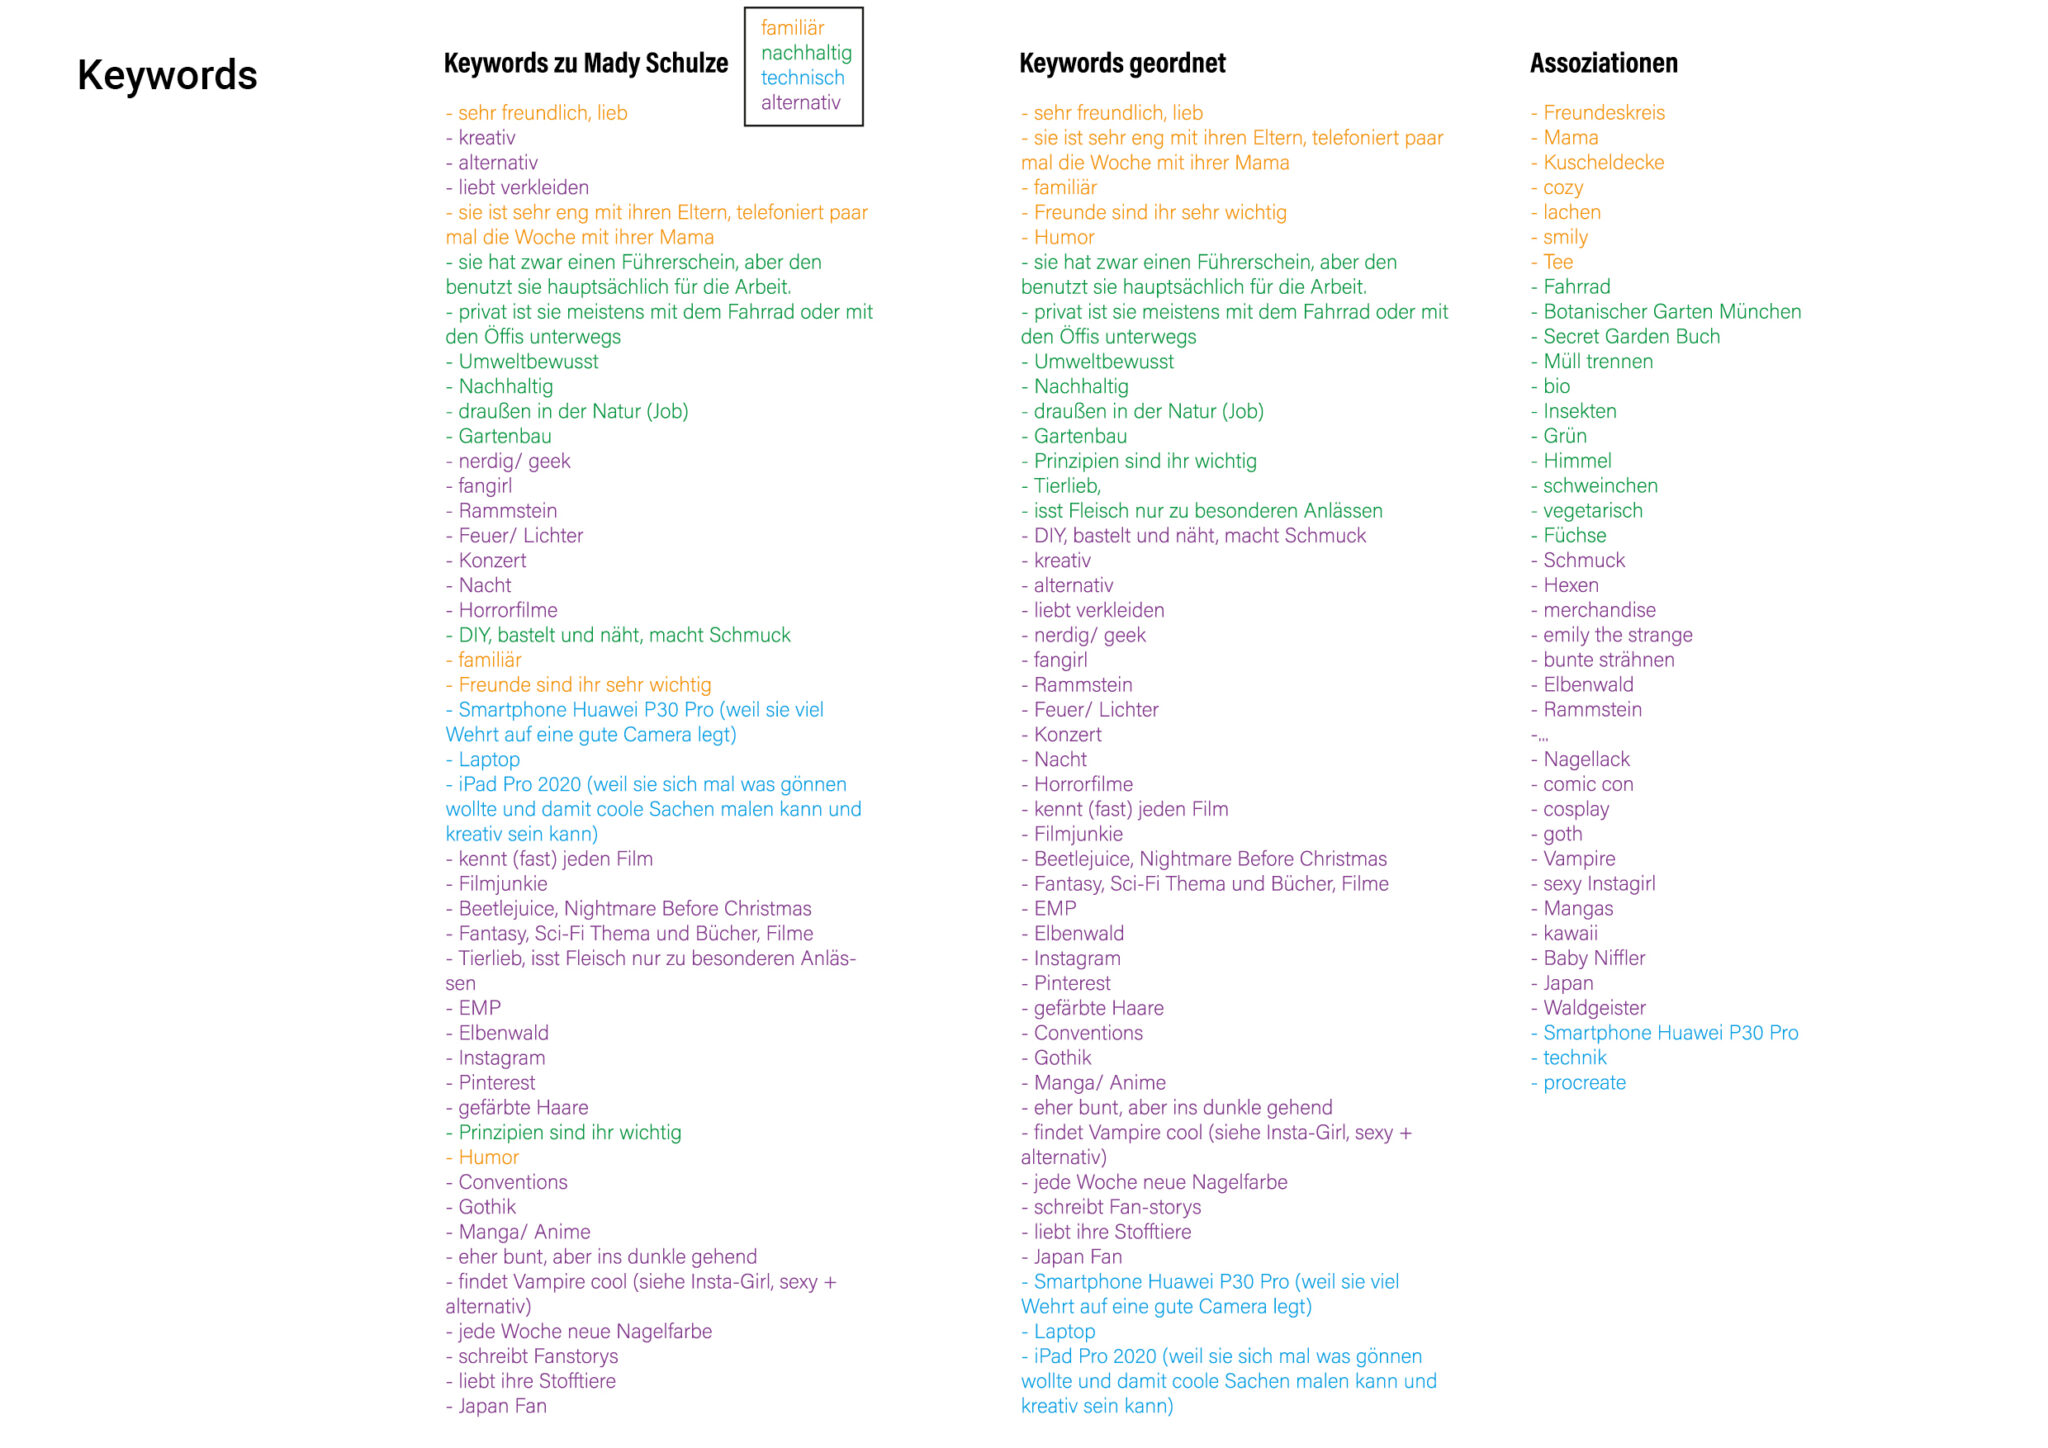 Keywords
Keywords zu Mady Schulze
familiär
nachhaltig
technisch
alternativ
- sehr freundlich, lieb
- kreativ
- alternativ
- liebt verkleiden
- sie ist sehr eng mit ihren Eltern, telefoniert paar
mal die Woche mit ihrer Mama
- sie hat zwar einen Führerschein, aber den
benutzt sie hauptsächlich für die Arbeit.
- privat ist sie meistens mit dem Fahrrad oder mit
den Öffis unterwegs
- Umweltbewusst
- Nachhaltig
- draußen in der Natur (Job)
- Gartenbau
- nerdig/ geek
- fangirl
- Rammstein
- Feuer/ Lichter
- Konzert
- Nacht
- Horrorfilme
- DIY, bastelt und näht, macht Schmuck
- familiär
- Freunde sind ihr sehr wichtig
- Smartphone Huawei P30 Pro (weil sie viel
Wehrt auf eine gute Camera legt)
- Laptop
- iPad Pro 2020 (weil sie sich mal was gönnen
wollte und damit coole Sachen malen kann und
kreativ sein kann)
- kennt (fast) jeden Film
- Filmjunkie
- Beetlejuice, Nightmare Before Christmas
- Fantasy, Sci-Fi Thema und Bücher, Filme
- Tierlieb, isst Fleisch nur zu besonderen Anläs-
sen
- EMP
- Elbenwald
- Instagram
- Pinterest
- gefärbte Haare
- Prinzipien sind ihr wichtig
- Humor
- Conventions
- Gothik
- Manga/ Anime
- eher bunt, aber ins dunkle gehend
- findet Vampire cool (siehe Insta-Girl, sexy +
alternativ)
- jede Woche neue Nagelfarbe
- schreibt Fanstorys
- liebt ihre Stofftiere
- Japan Fan
Keywords geordnet
- sehr freundlich, lieb
- sie ist sehr eng mit ihren Eltern, telefoniert paar
mal die Woche mit ihrer Mama
- familiär
- Freunde sind ihr sehr wichtig
- Humor
- sie hat zwar einen Führerschein, aber den
benutzt sie hauptsächlich für die Arbeit.
- privat ist sie meistens mit dem Fahrrad oder mit
den Öffis unterwegs
- Umweltbewusst
- Nachhaltig
- draußen in der Natur (Job)
- Gartenbau
- Prinzipien sind ihr wichtig
- Tierlieb,
- isst Fleisch nur zu besonderen Anlässen
- DIY, bastelt und näht, macht Schmuck
- kreativ
- alternativ
- liebt verkleiden
- nerdig/ geek
- fangirl
- Rammstein
- Feuer/ Lichter
- Konzert
- Nacht
- Horrorfilme
- kennt (fast) jeden Film
- Filmjunkie
- Beetlejuice, Nightmare Before Christmas
- Fantasy, Sci-Fi Thema und Bücher, Filme
- EMP
- Elbenwald
- Instagram
- Pinterest
- gefärbte Haare
- Conventions
- Gothik
- Manga/ Anime
- eher bunt, aber ins dunkle gehend
- findet Vampire cool (siehe Insta-Girl, sexy +
alternativ)
- jede Woche neue Nagelfarbe
- schreibt Fan-storys
- liebt ihre Stofftiere
- Japan Fan
- Smartphone Huawei P30 Pro (weil sie viel
Wehrt auf eine gute Camera legt)
- Laptop
- iPad Pro 2020 (weil sie sich mal was gönnen
wollte und damit coole Sachen malen kann und
kreativ sein kann)
Assoziationen
- Freundeskreis
- Mama
- Kuscheldecke
- cozy
- lachen
- smily
- Tee
- Fahrrad
- Botanischer Garten München
- Secret Garden Buch
- Müll trennen
- bio
- Insekten
- Grün
- Himmel
- schweinchen
- vegetarisch
- Füchse
- Schmuck
- Hexen
- merchandise
- emily the strange
- bunte strähnen
- Elbenwald
- Rammstein
-,,,
- Nagellack
- comic con
- cosplay
- goth
- Vampire
- sexy Instagirl
- Mangas
- kawaii
- Baby Niffler
- Japan
- Waldgeister
- Smartphone Huawei P30 Pro
- technik
- procreate